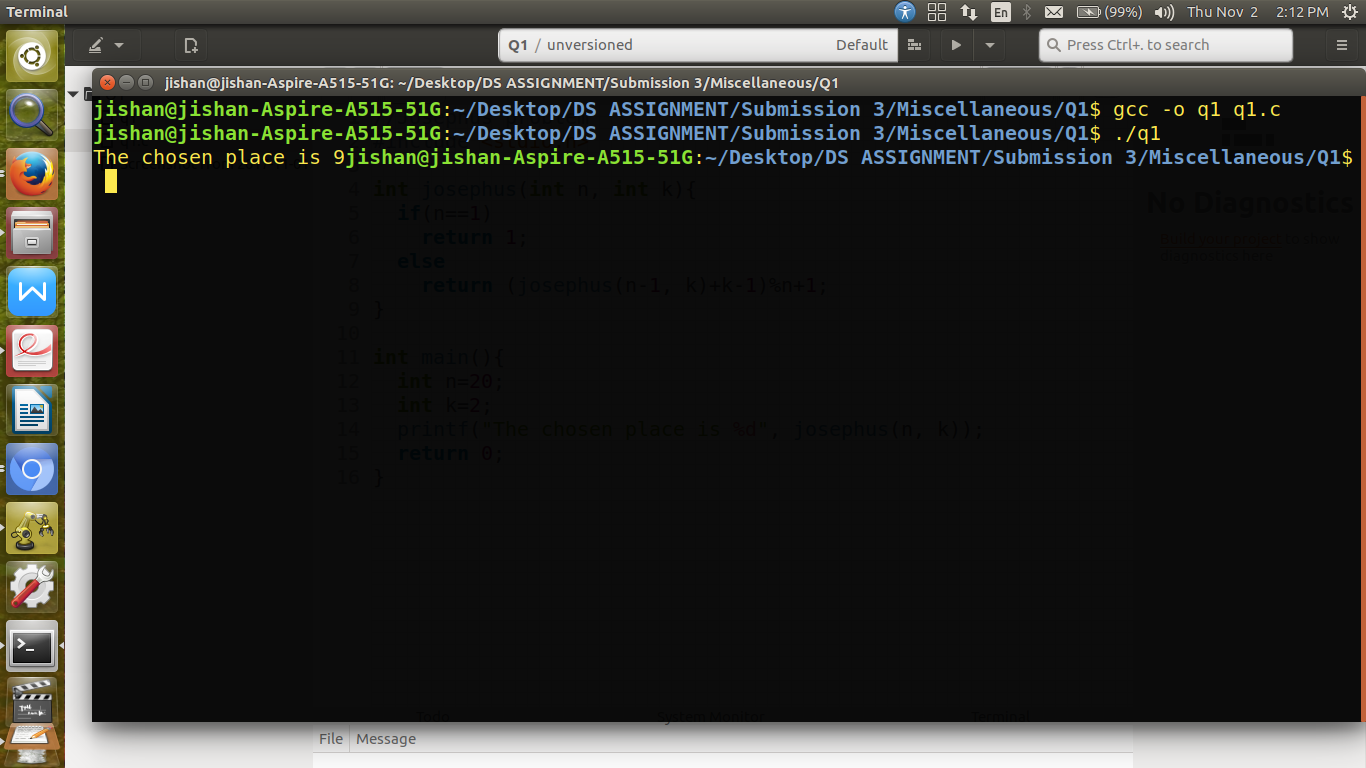 Terminal
En
(99%)
Thu Nov 2
2:12 PM
Q1 / unversioned
Default
Press Ctrl+. to search
jishan@jishan-Aspire-A515-51G: ~/Desktop/DS ASSIGNMENT/Submission 3/Miscellaneous/Q1
jishan@jishan-Aspire-A515-51G:~/Desktop/DS ASSIGNMENT/Submission 3/Miscellaneous/Q1$ gcc -o q1 q1.c
jishan@jishan-Aspire-A515-51G:~/Desktop/DS ASSIGNMENT/Submission 3/Miscellaneous/Q1$ ./q1
The chosen place is 9jishan@jishan-Aspire-A515-51G:~/Desktop/DS ASSIGNMENT/Submission 3/Miscellaneous/Q1$
4 int josephus(int n, int k){
5 if(n==1)
6 return 1;
7 else
8 return (josephus(n-1, k)+k-1)%n+1;
9 }
10
11 int main(){
12 int n=20;
13 int k=2;
14 printf("The chosen place is %d", josephus(n, k));
15 return 0;
16 }
No Diagnostics
Terminal
File
Message